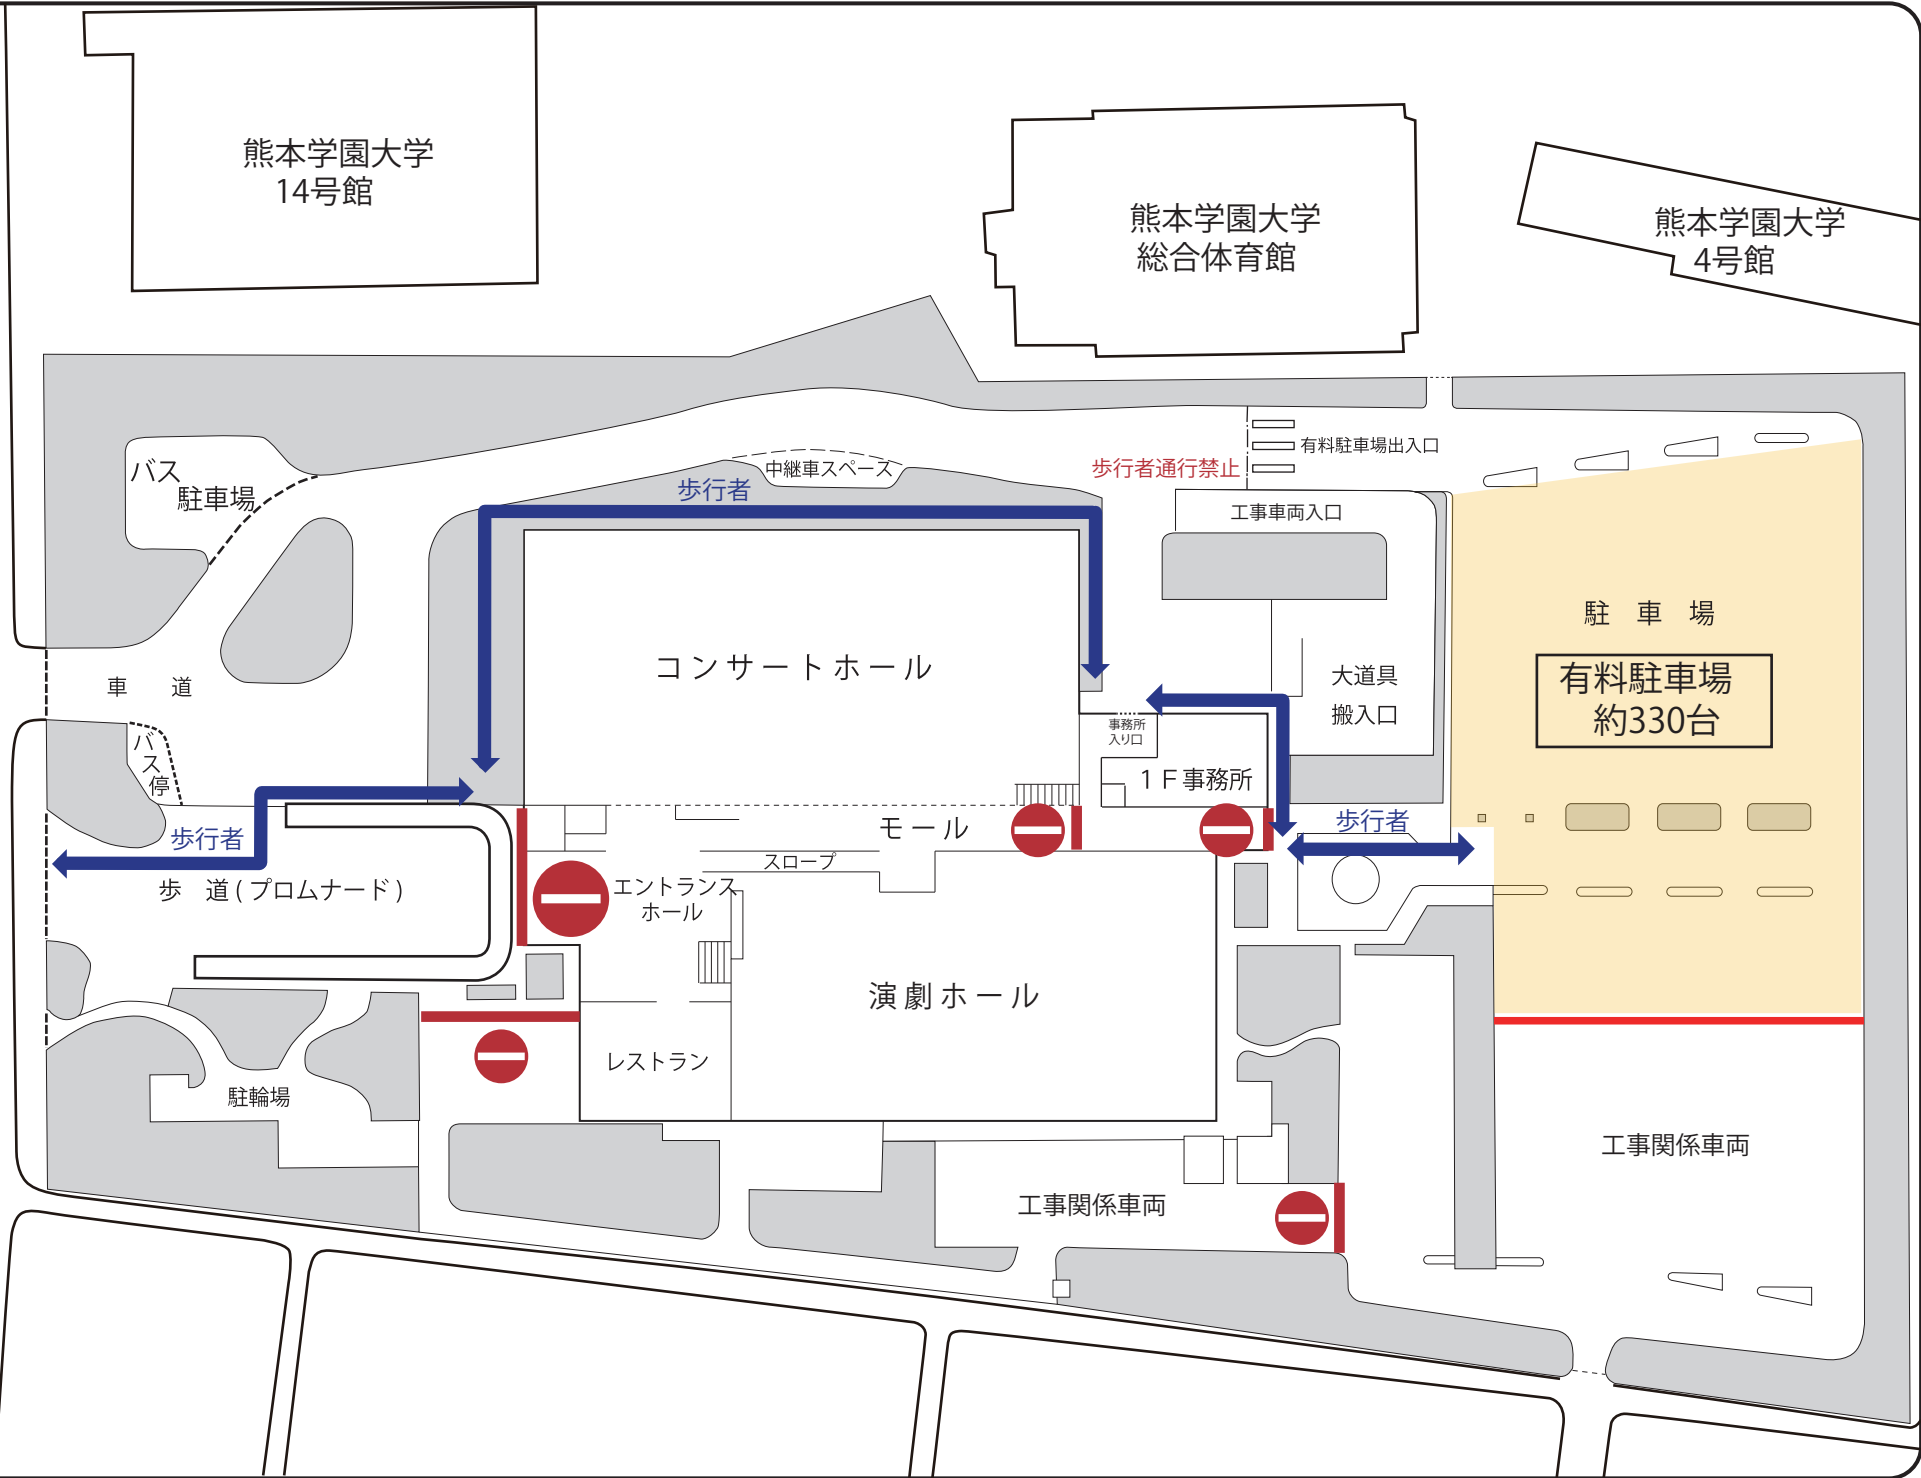 熊本学園大学
14号館
熊本学園大学
総合体育館
熊本学園大学
4号館
バス
駐車場
中継車スペース
歩行者
歩行者通行禁止
有料駐車場出入口
工事車両入口
駐 車 場
有料駐車場
約330台
コンサートホール
大道具
搬入口
車 道
バス停
事務所
入り口
1F事務所
歩行者
モール
歩行者
スロープ
エントランス
ホール
歩 道(プロムナード)
演劇ホール
レストラン
駐輪場
工事関係車両
工事関係車両